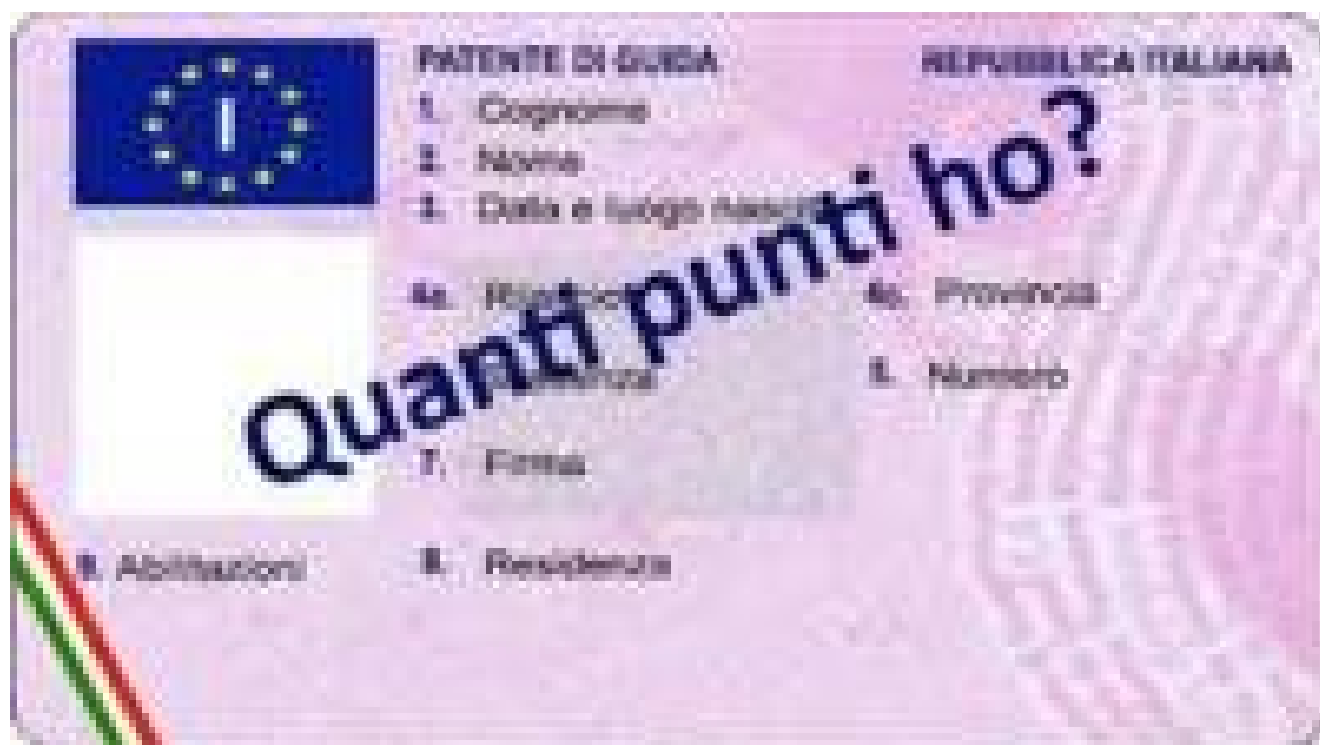 PATENTE DI GUIDA
REPUBBLICA ITALIANA
I
1. Cognome
2. Nome
3. Data e luogo
4a.
4c. Provincia
5. Numero
7. Firma
9. Abilitazioni
8. Residenza
Quanti punti ho?